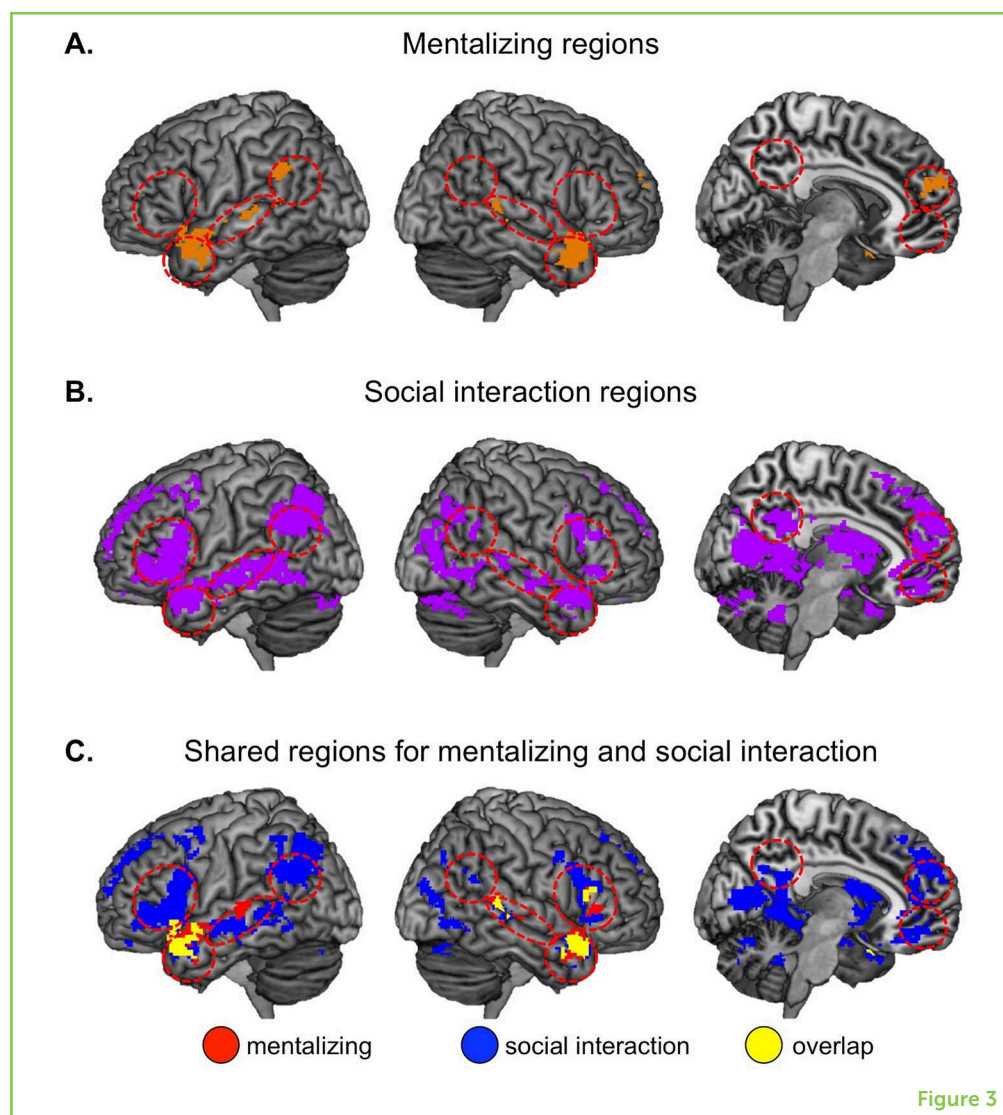 A. Mentalizing regions
B. Social interaction regions
C. Shared regions for mentalizing and social interaction
mentalizing social interaction overlap
Figure 3